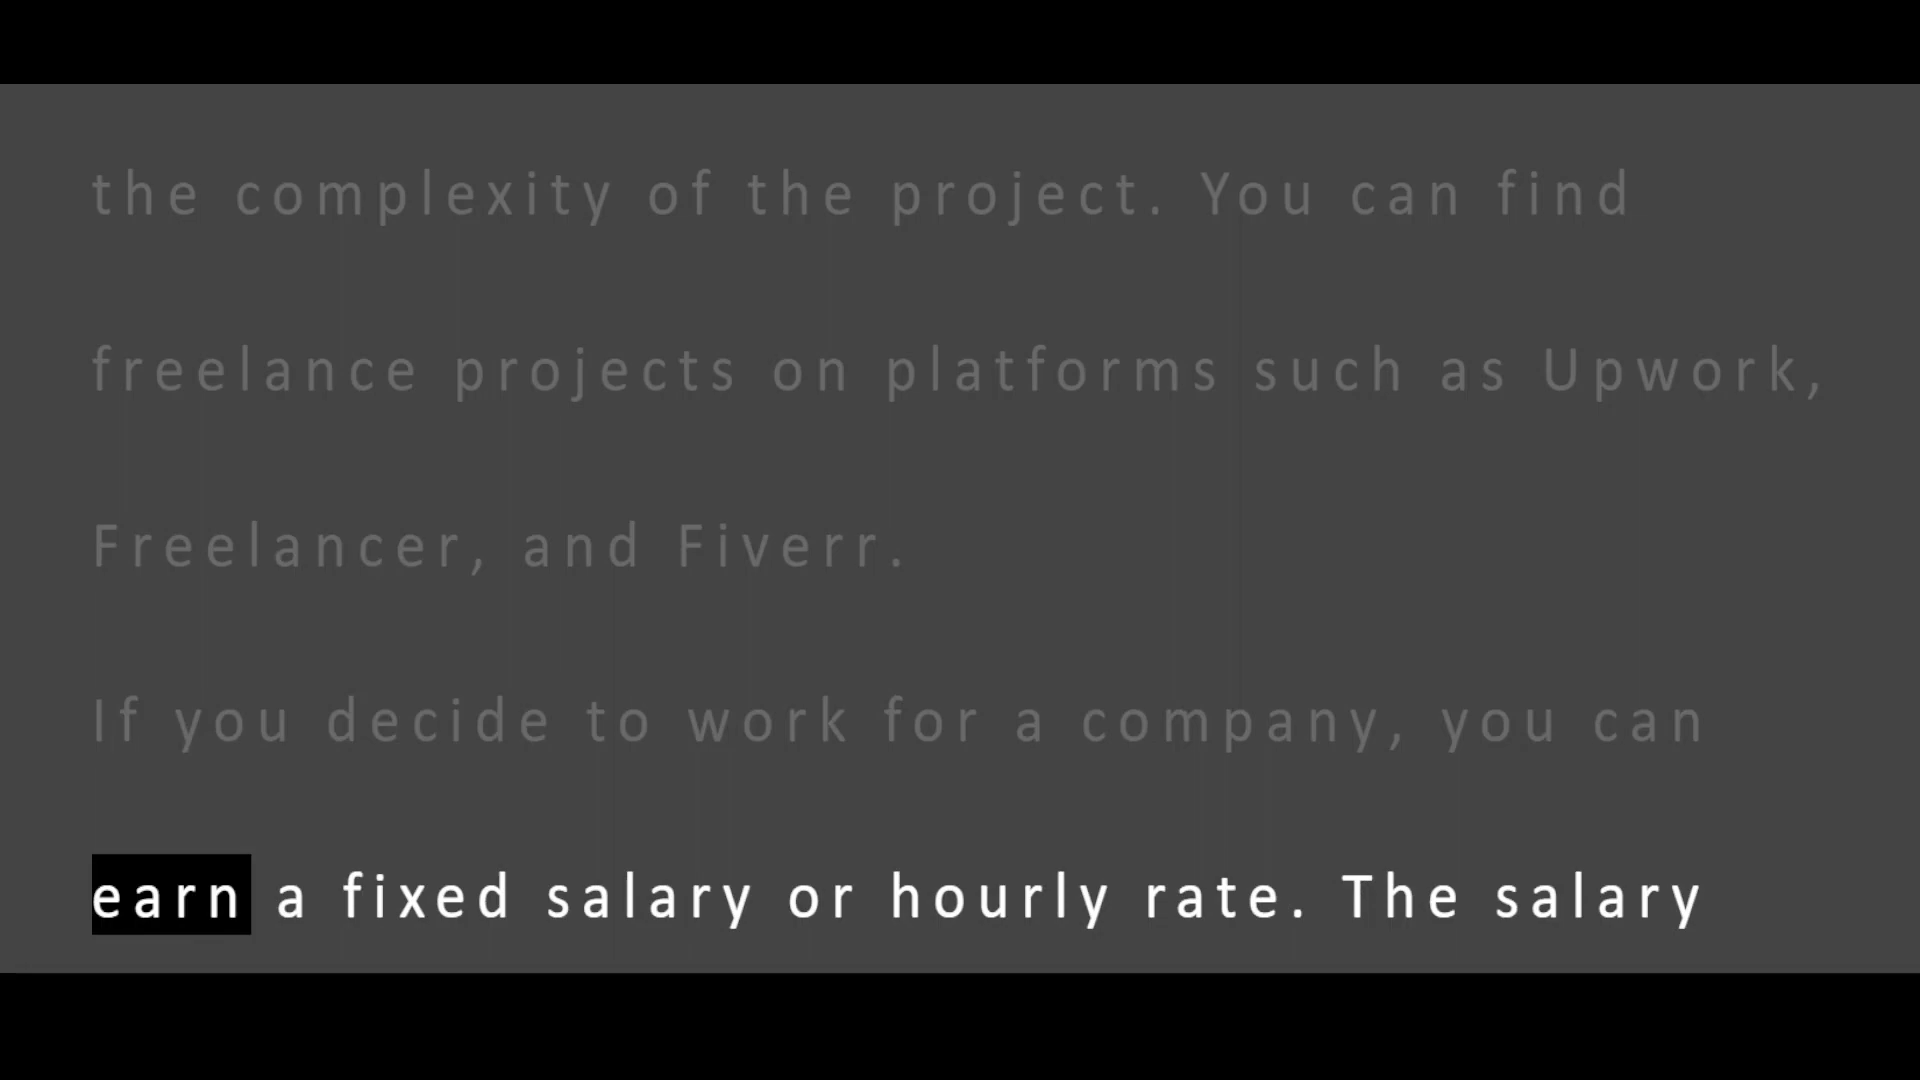 the complexity of the project. You can find
freelance projects on platforms such as Upwork,
Freelancer, and Fiverr.
If you decide to work for a company, you can
earn a fixed salary or hourly rate. The salary